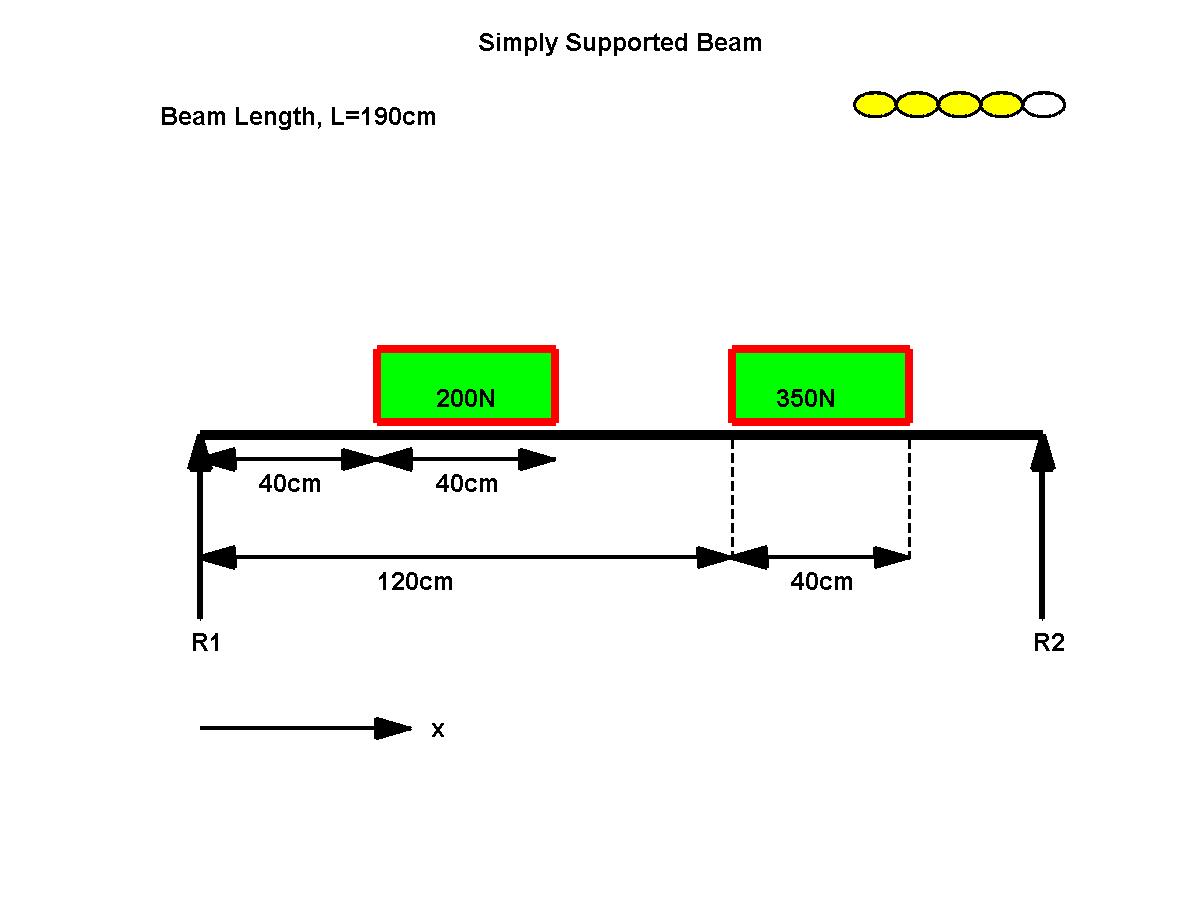 Simply Supported Beam
Beam Length, L=190cm
200N
350N
40cm
40cm
120cm
40cm
R1
R2
x